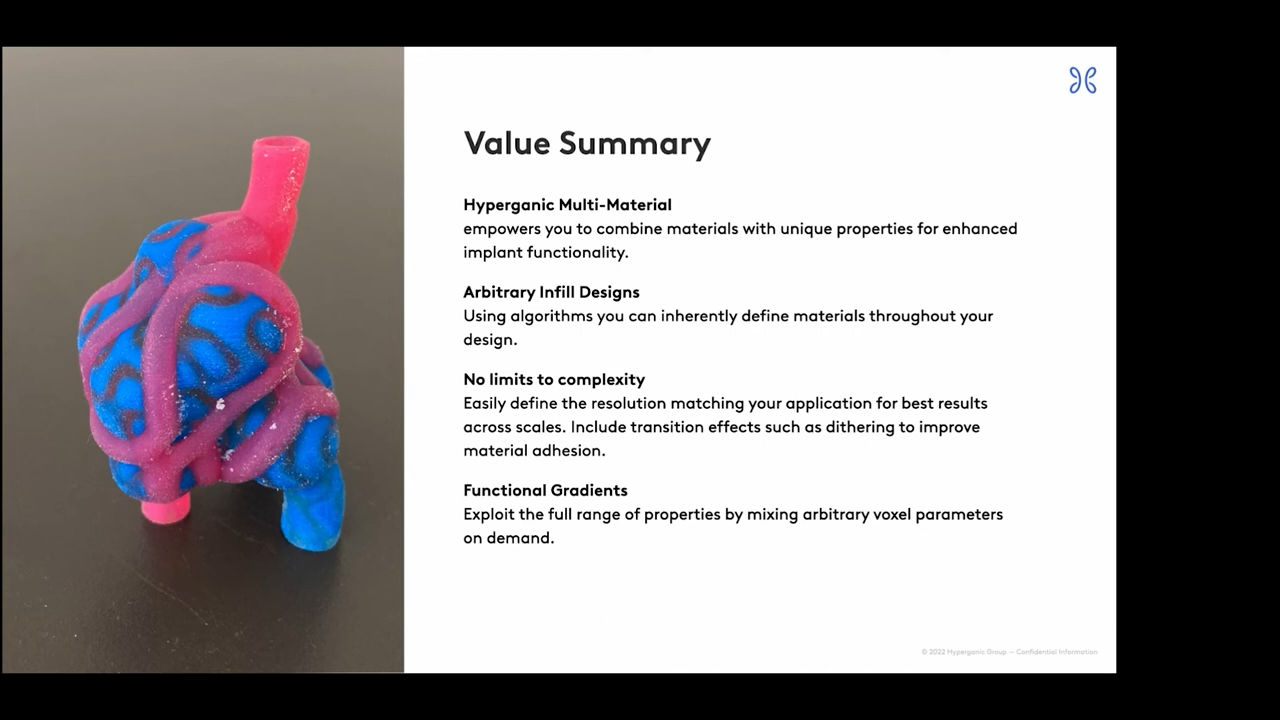 Value Summary
Hyperganic Multi-Material
empowers you to combine materials with unique properties for enhanced
implant functionality.
Arbitrary Infill Designs
Using algorithms you can inherently define materials throughout your
design.
No limits to complexity
Easily define the resolution matching your application for best results
across scales. Include transition effects such as dithering to improve
material adhesion.
Functional Gradients
Exploit the full range of properties by mixing arbitrary voxel parameters
on demand.
© 2022 Hyperganic Group — Confidential Information